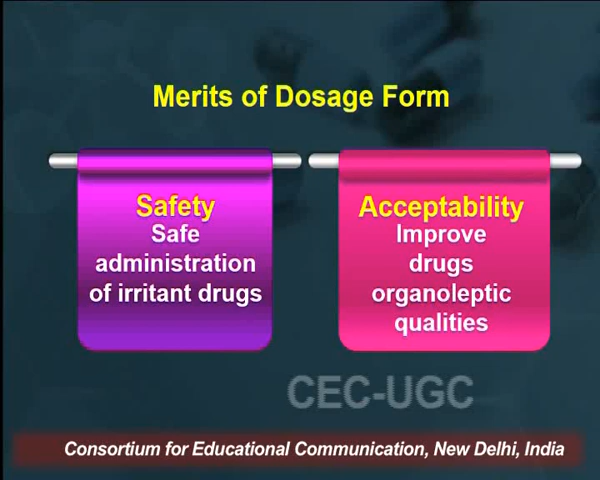 Merits of Dosage Form
Safety
Safe
administration
of irritant drugs
Acceptability
Improve
drugs
organoleptic
qualities
CEC-UGC
Consortium for Educational Communication, New Delhi, India